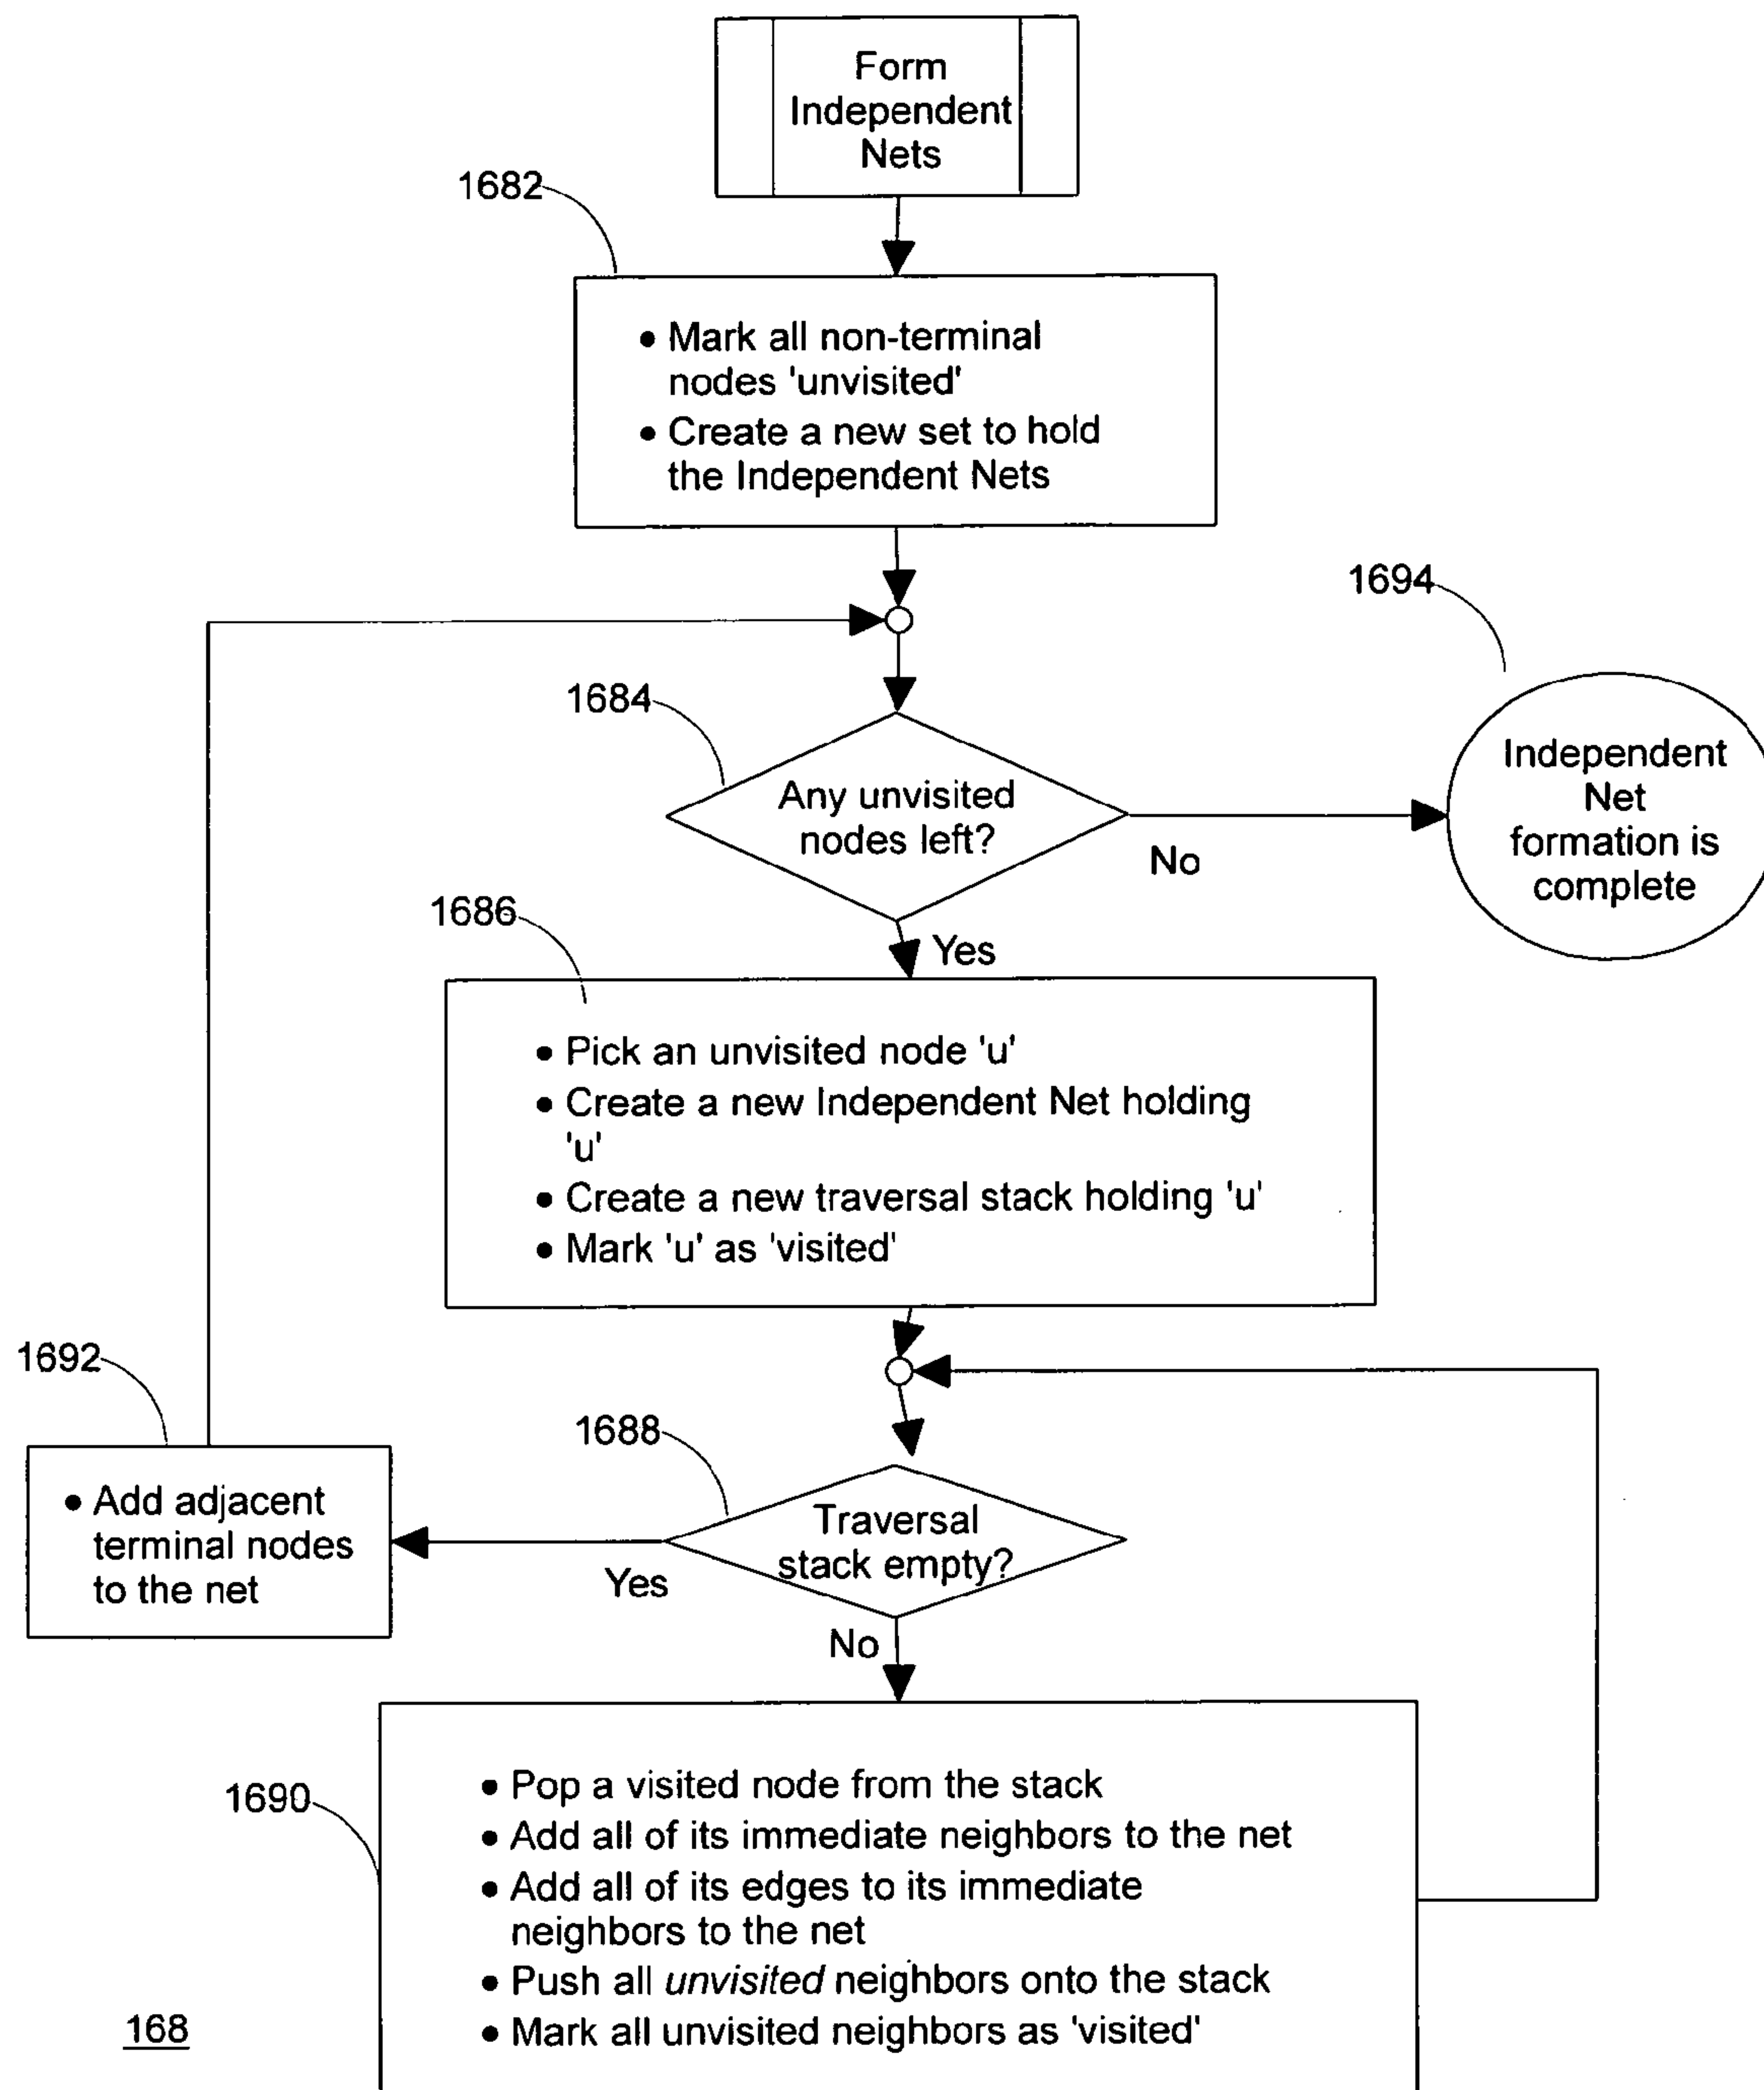 Form
Independent
Nets
1682
• Mark all non-terminal
nodes 'unvisited'
• Create a new set to hold
the Independent Nets
1694
1684
Any unvisited
nodes left?
No
Independent
Net
formation is
complete
1686
Yes
• Pick an unvisited node 'u'
• Create a new Independent Net holding
'u'
• Create a new traversal stack holding 'u'
• Mark 'u' as 'visited'
1692
1688
• Add adjacent
terminal nodes
to the net
Traversal
stack empty?
Yes
No
1690
• Pop a visited node from the stack
• Add all of its immediate neighbors to the net
• Add all of its edges to its immediate
neighbors to the net
• Push all unvisited neighbors onto the stack
• Mark all unvisited neighbors as 'visited'
168